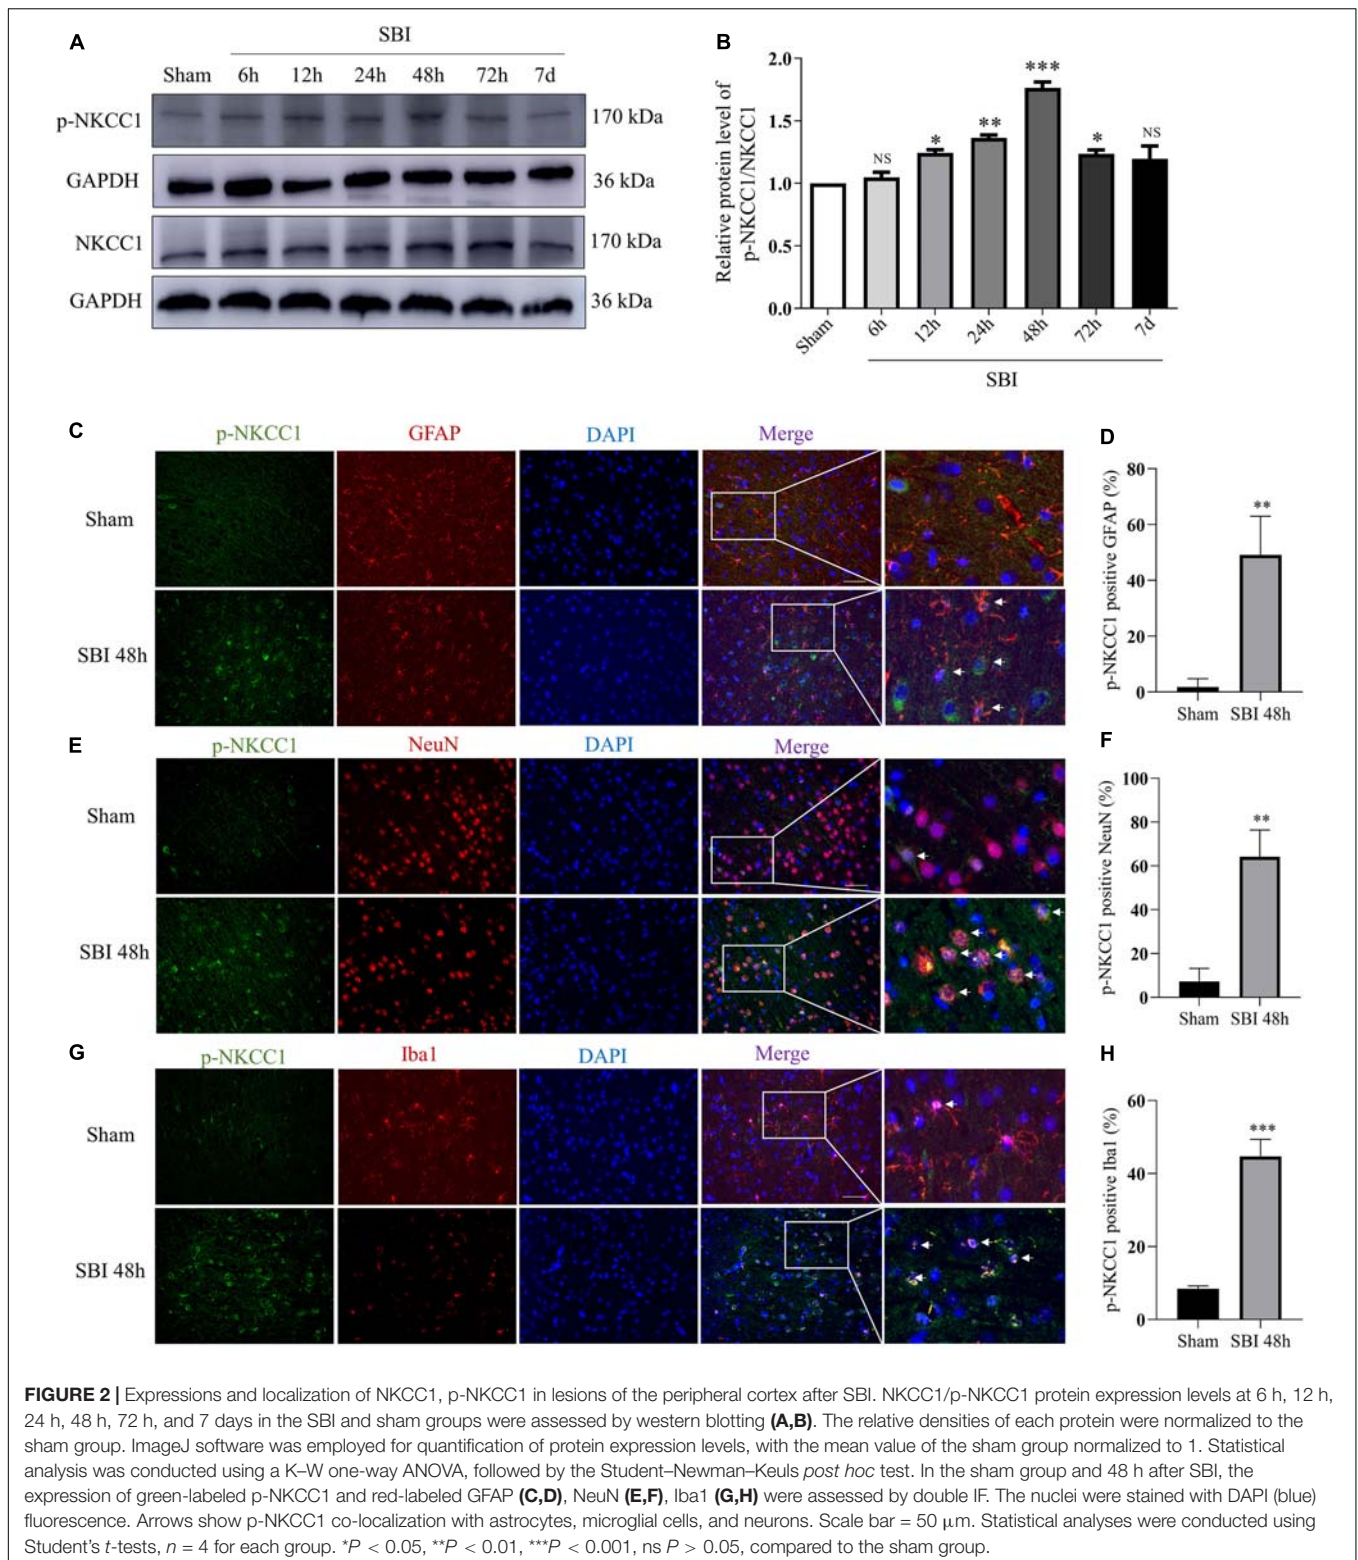 A
SBI
Sham 6h 12h 24h 48h 72h 7d
p-NKCC1 170 kDa
GAPDH 36 kDa
NKCC1 170 kDa
GAPDH 36 kDa
B
Relative protein level of
p-NKCC1/NKCC1
2.0
1.5
1.0
0.5
0.0
NS * ** *** * NS
Sham 6h 12h 24h 48h 72h 7d
SBI
C
p-NKCC1 GFAP DAPI Merge
Sham
SBI 48h
D
p-NKCC1 positive GFAP (%)
80
60
40
20
0
**
Sham SBI 48h
E
p-NKCC1 NeuN DAPI Merge
Sham
SBI 48h
F
p-NKCC1 positive NeuN (%)
100
80
60
40
20
0
**
Sham SBI 48h
G
p-NKCC1 Iba1 DAPI Merge
Sham
SBI 48h
H
p-NKCC1 positive Iba1 (%)
60
40
20
0
***
Sham SBI 48h
FIGURE 2 | Expressions and localization of NKCC1, p-NKCC1 in lesions of the peripheral cortex after SBI. NKCC1/p-NKCC1 protein expression levels at 6 h, 12 h,
24 h, 48 h, 72 h, and 7 days in the SBI and sham groups were assessed by western blotting (A,B). The relative densities of each protein were normalized to the
sham group. ImageJ software was employed for quantification of protein expression levels, with the mean value of the sham group normalized to 1. Statistical
analysis was conducted using a K–W one-way ANOVA, followed by the Student–Newman–Keuls post hoc test. In the sham group and 48 h after SBI, the
expression of green-labeled p-NKCC1 and red-labeled GFAP (C,D), NeuN (E,F), Iba1 (G,H) were assessed by double IF. The nuclei were stained with DAPI (blue)
fluorescence. Arrows show p-NKCC1 co-localization with astrocytes, microglial cells, and neurons. Scale bar = 50 μm. Statistical analyses were conducted using
Student's t-tests, n = 4 for each group. *P < 0.05, **P < 0.01, ***P < 0.001, ns P > 0.05, compared to the sham group.